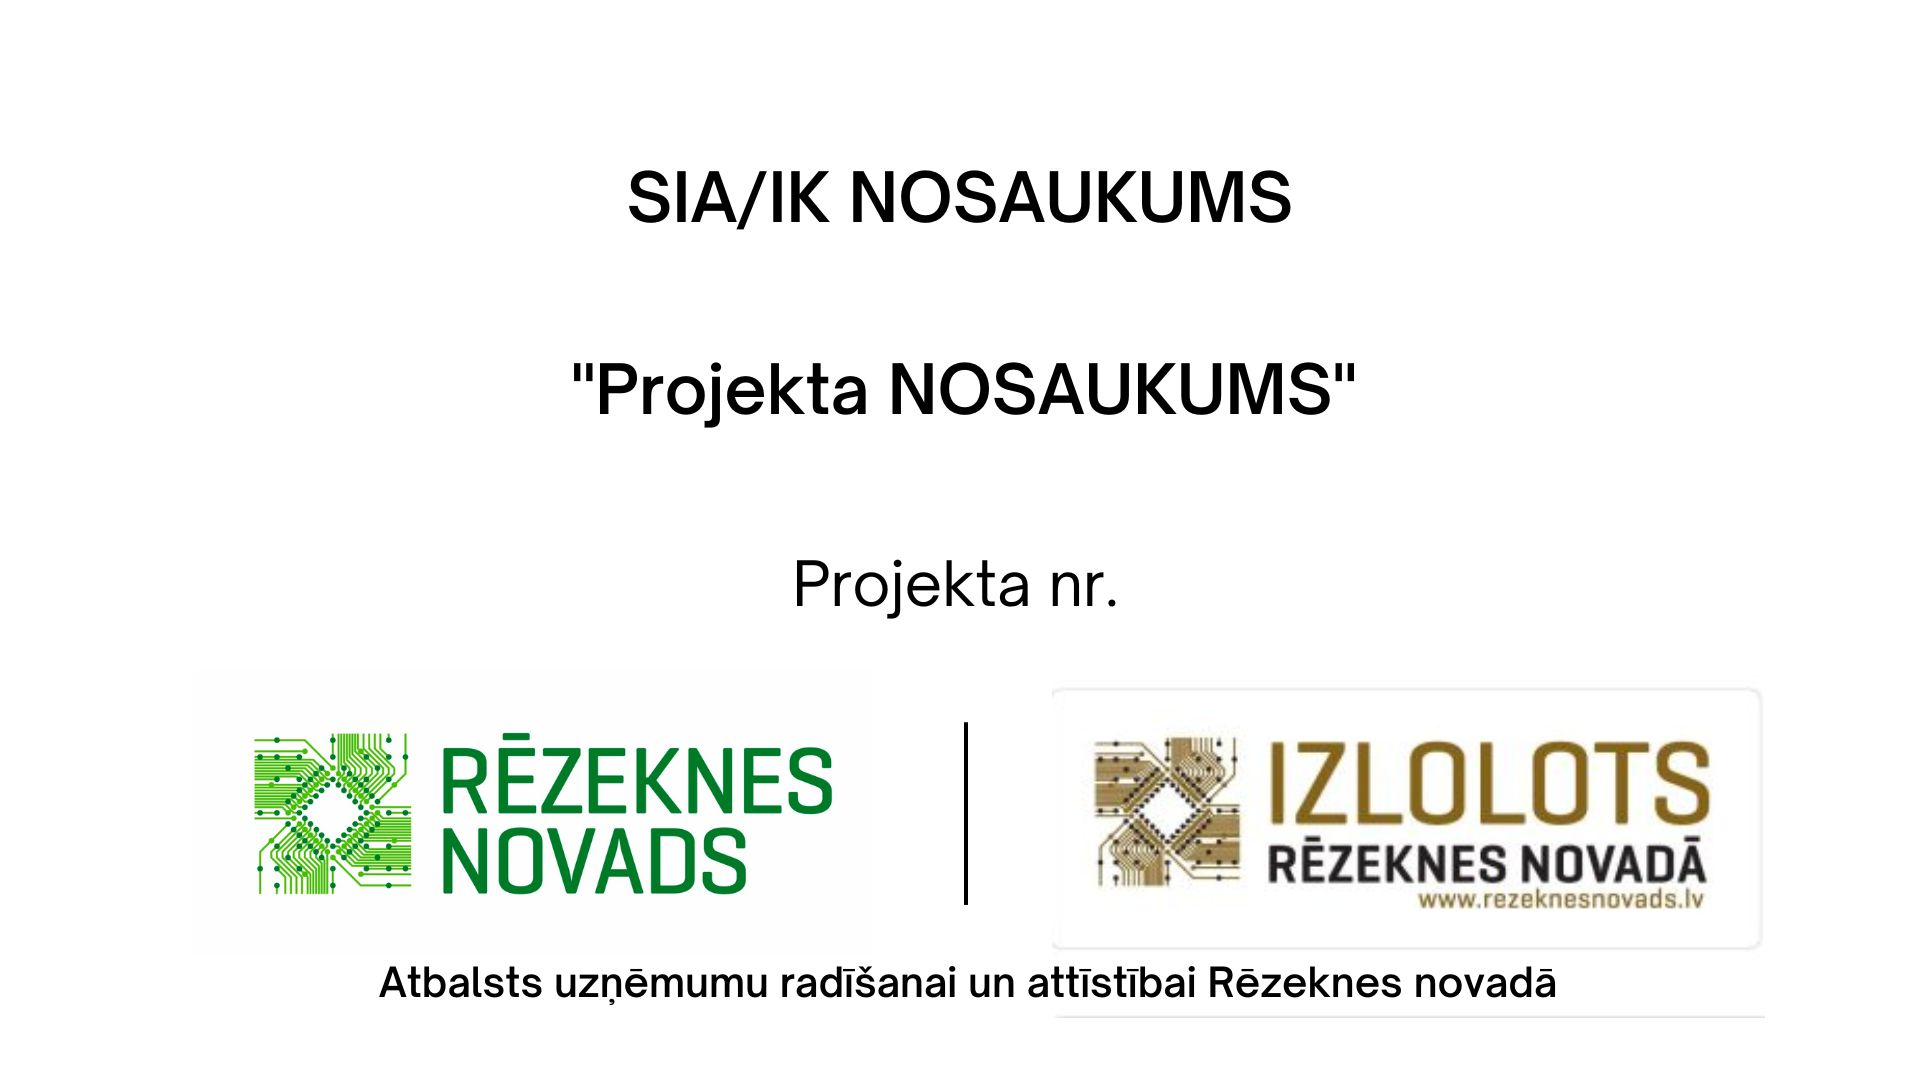 SIA/IK NOSAUKUMS
"Projekta NOSAUKUMS"
Projekta nr.
RĒZEKNES
NOVADS
IZLOLOTS
RĒZEKNES NOVADĀ
www.rezeknesnovads.lv
Atbalsts uzņēmumu radīšanai un attīstībai Rēzeknes novadā